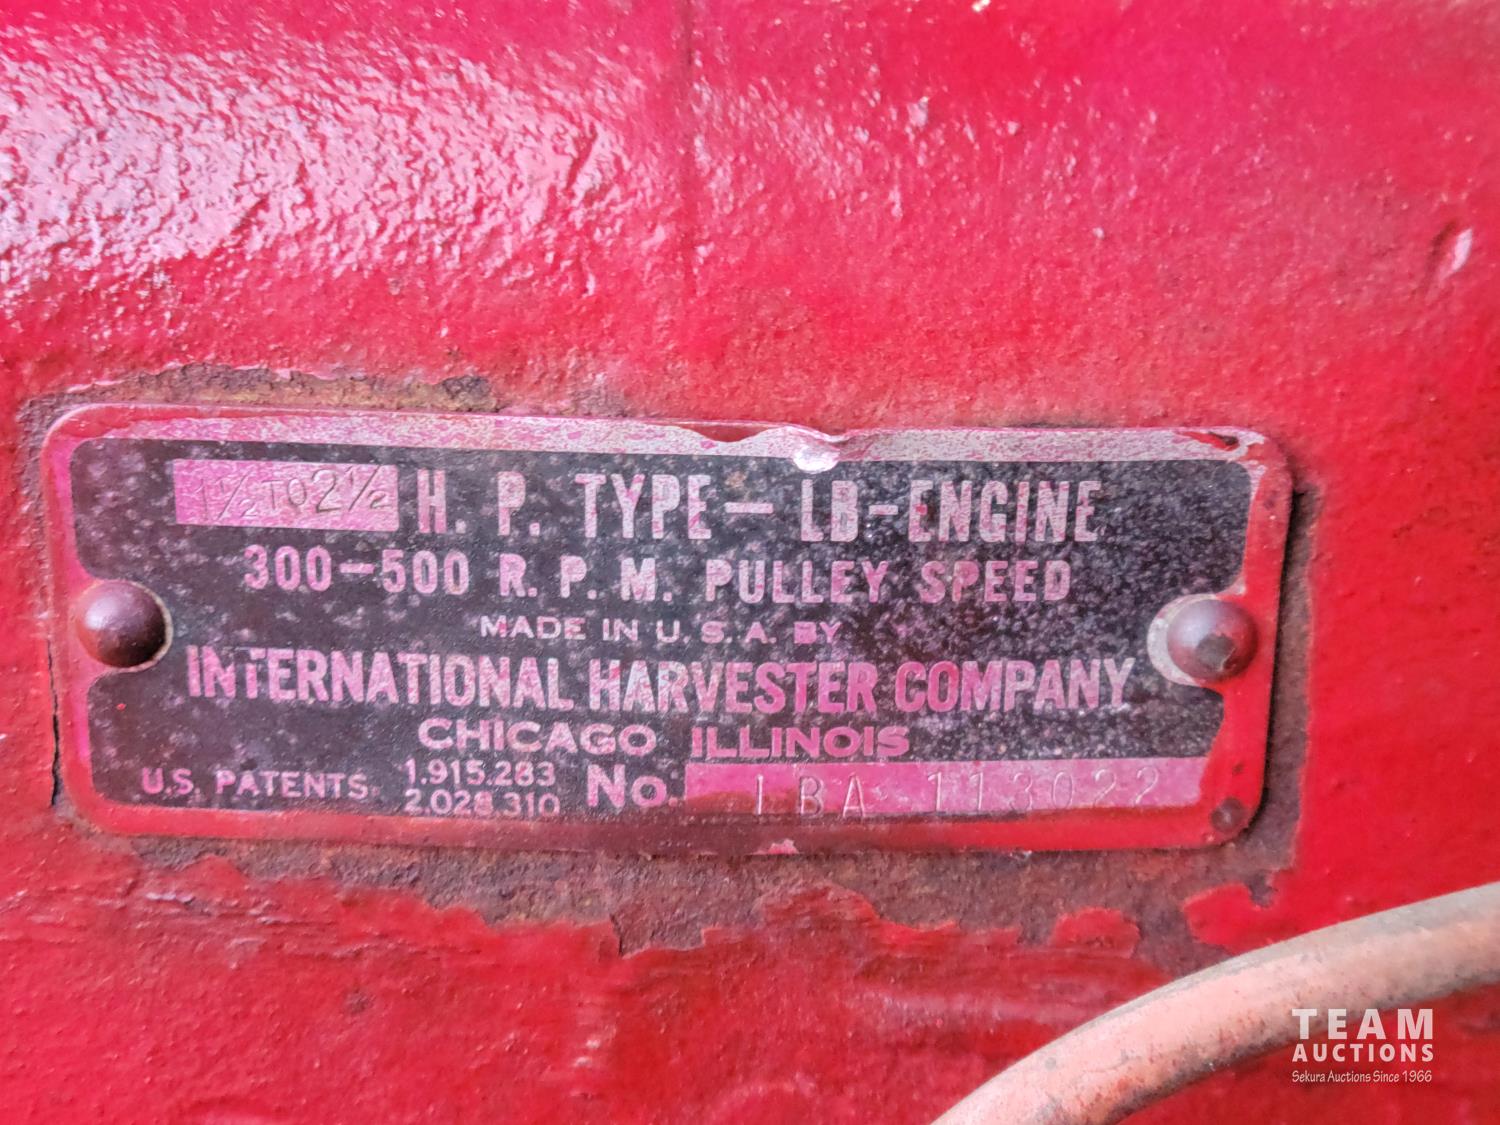 1½ TO 2½ H. P. TYPE — LB-ENGINE
300-500 R. P. M. PULLEY SPEED
MADE IN U. S. A. BY
INTERNATIONAL HARVESTER COMPANY
CHICAGO ILLINOIS
U.S. PATENTS 1.915.283
2.028.310
No. LBA 113022
TEAM
AUCTIONS
Sekura Auctions Since 1966